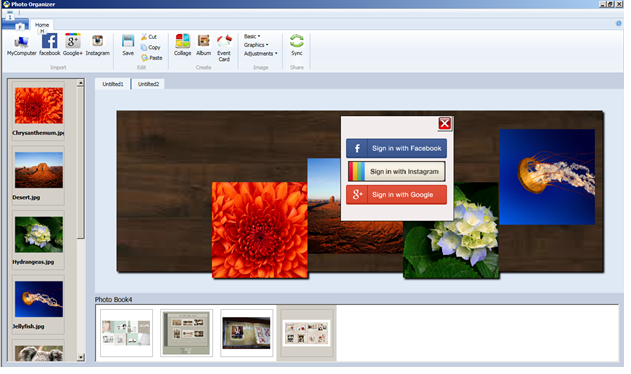 Photo Organizer
Home
H
MyComputer facebook Google+ Instagram
Import
Save
Cut
Copy
Paste
Edit
Collage Album Event Card
Create
Basic
Graphics
Adjustments
Image
Sync
Share
Untitled1 Untitled2
Chrysanthemum.jpg
Desert.jpg
Hydrangeas.jpg
Jellyfish.jpg
Sign in with Facebook
Sign in with Instagram
Sign in with Google
Photo Book4